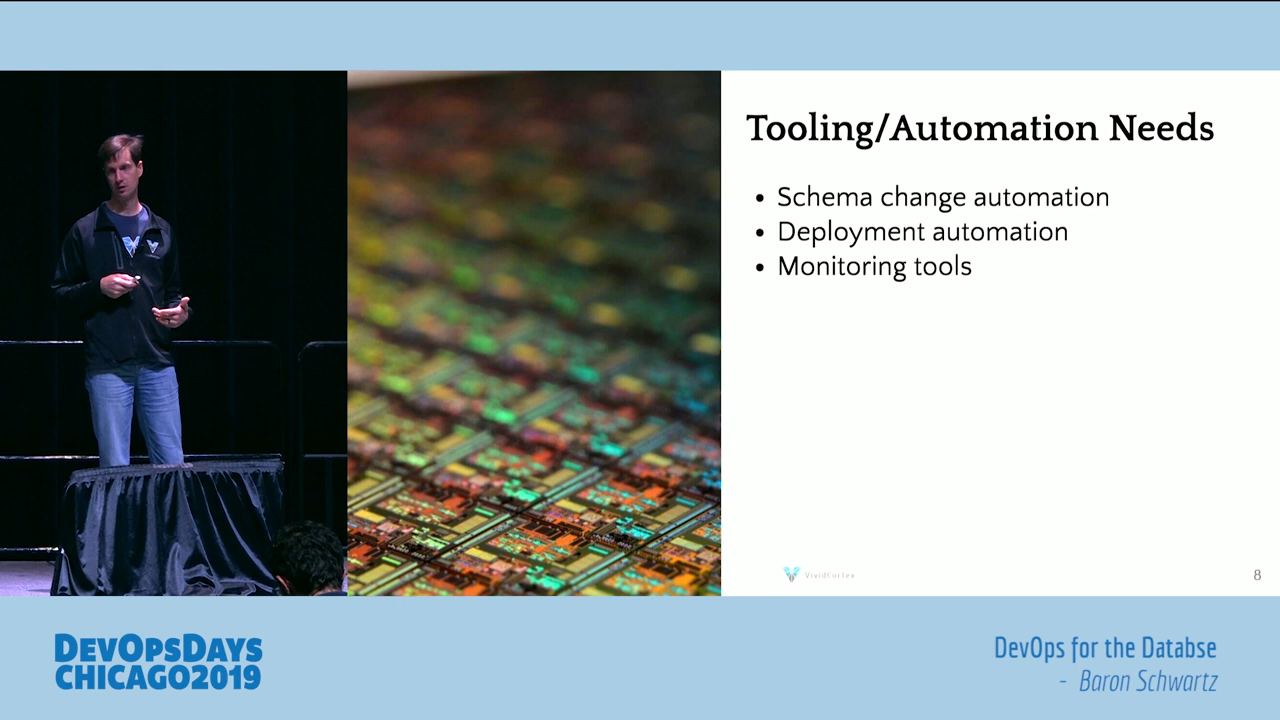 Tooling/Automation Needs
• Schema change automation
• Deployment automation
• Monitoring tools
VividCortex
8
DEVOPSDAYS
CHICAGO2019
DevOps for the Databse
- Baron Schwartz